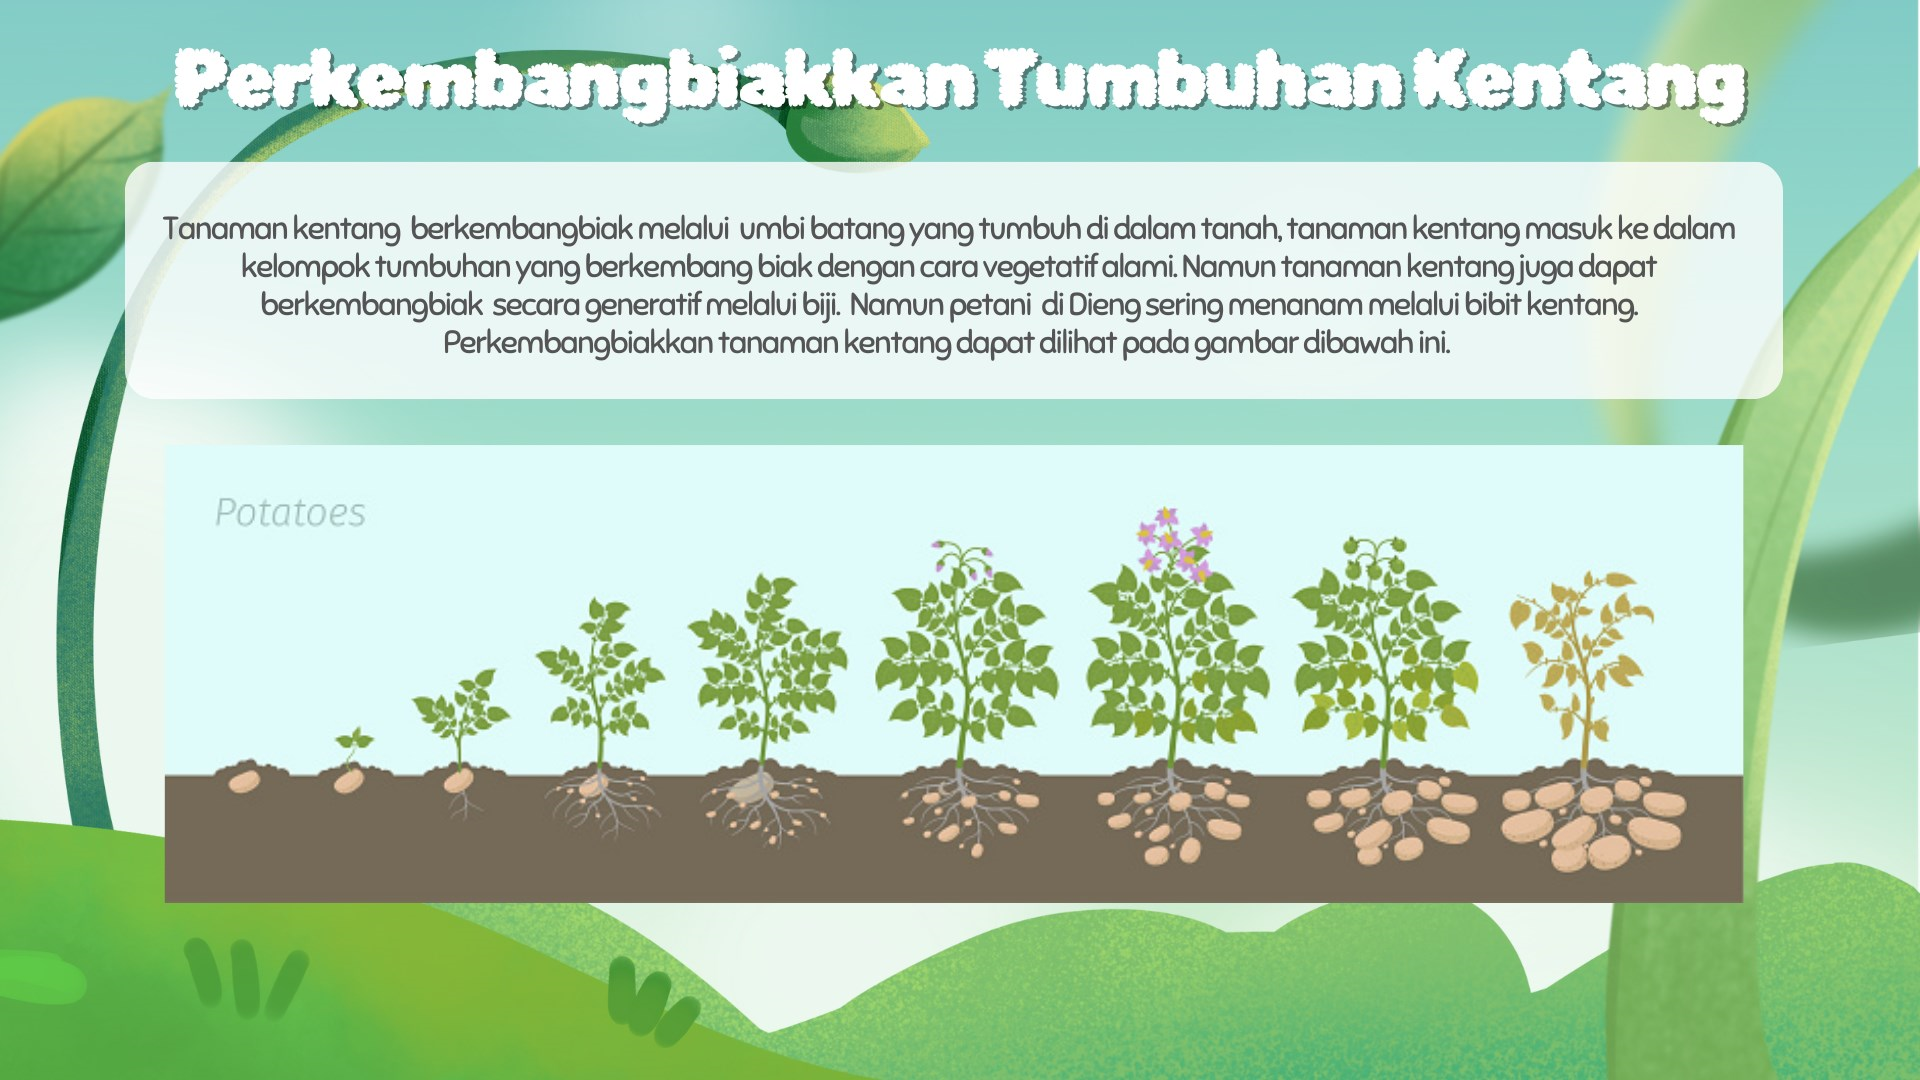 Perkembangbiakkan Tumbuhan Kentang
Tanaman kentang berkembangbiak melalui umbi batang yang tumbuh di dalam tanah, tanaman kentang masuk ke dalam
kelompok tumbuhan yang berkembang biak dengan cara vegetatif alami. Namun tanaman kentang juga dapat
berkembangbiak secara generatif melalui biji. Namun petani di Dieng sering menanam melalui bibit kentang.
Perkembangbiakkan tanaman kentang dapat dilihat pada gambar dibawah ini.
Potatoes